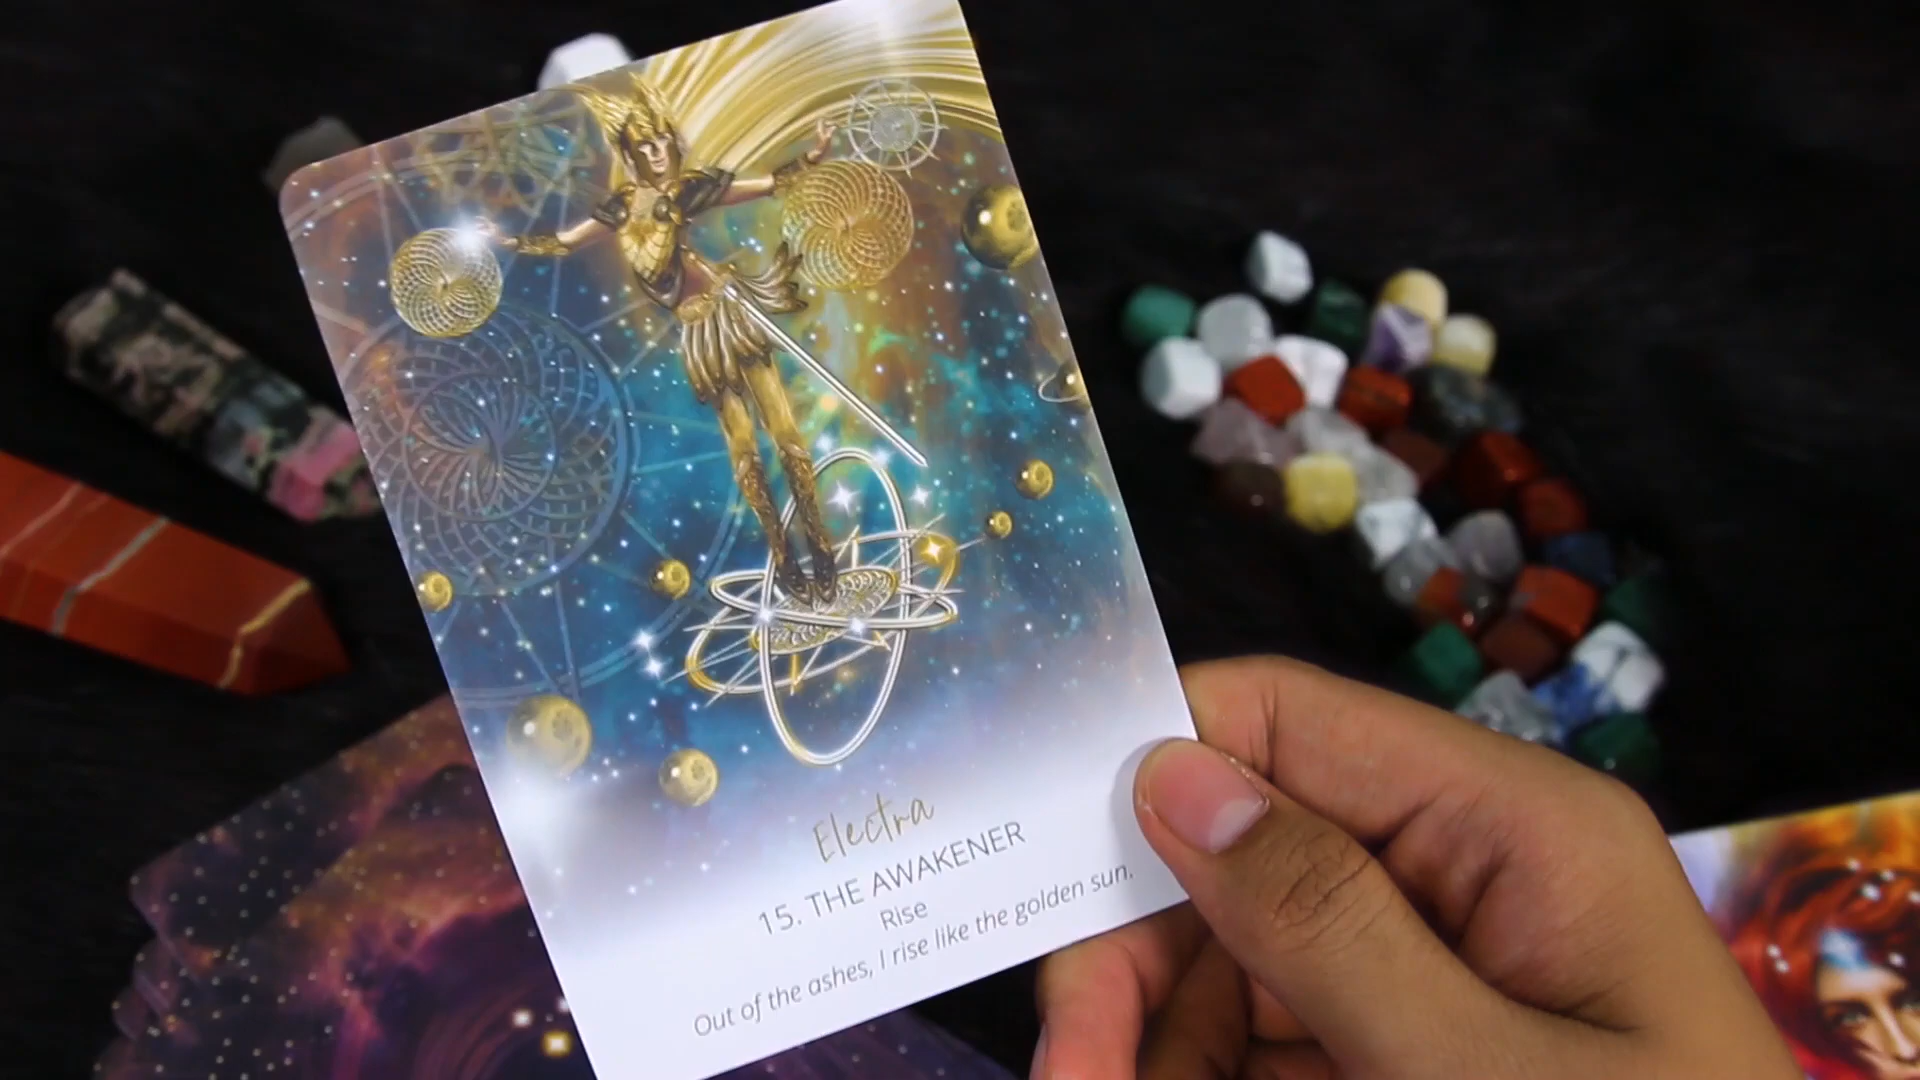 Electra
15. THE AWAKENER
Rise
Out of the ashes, I rise like the golden sun.